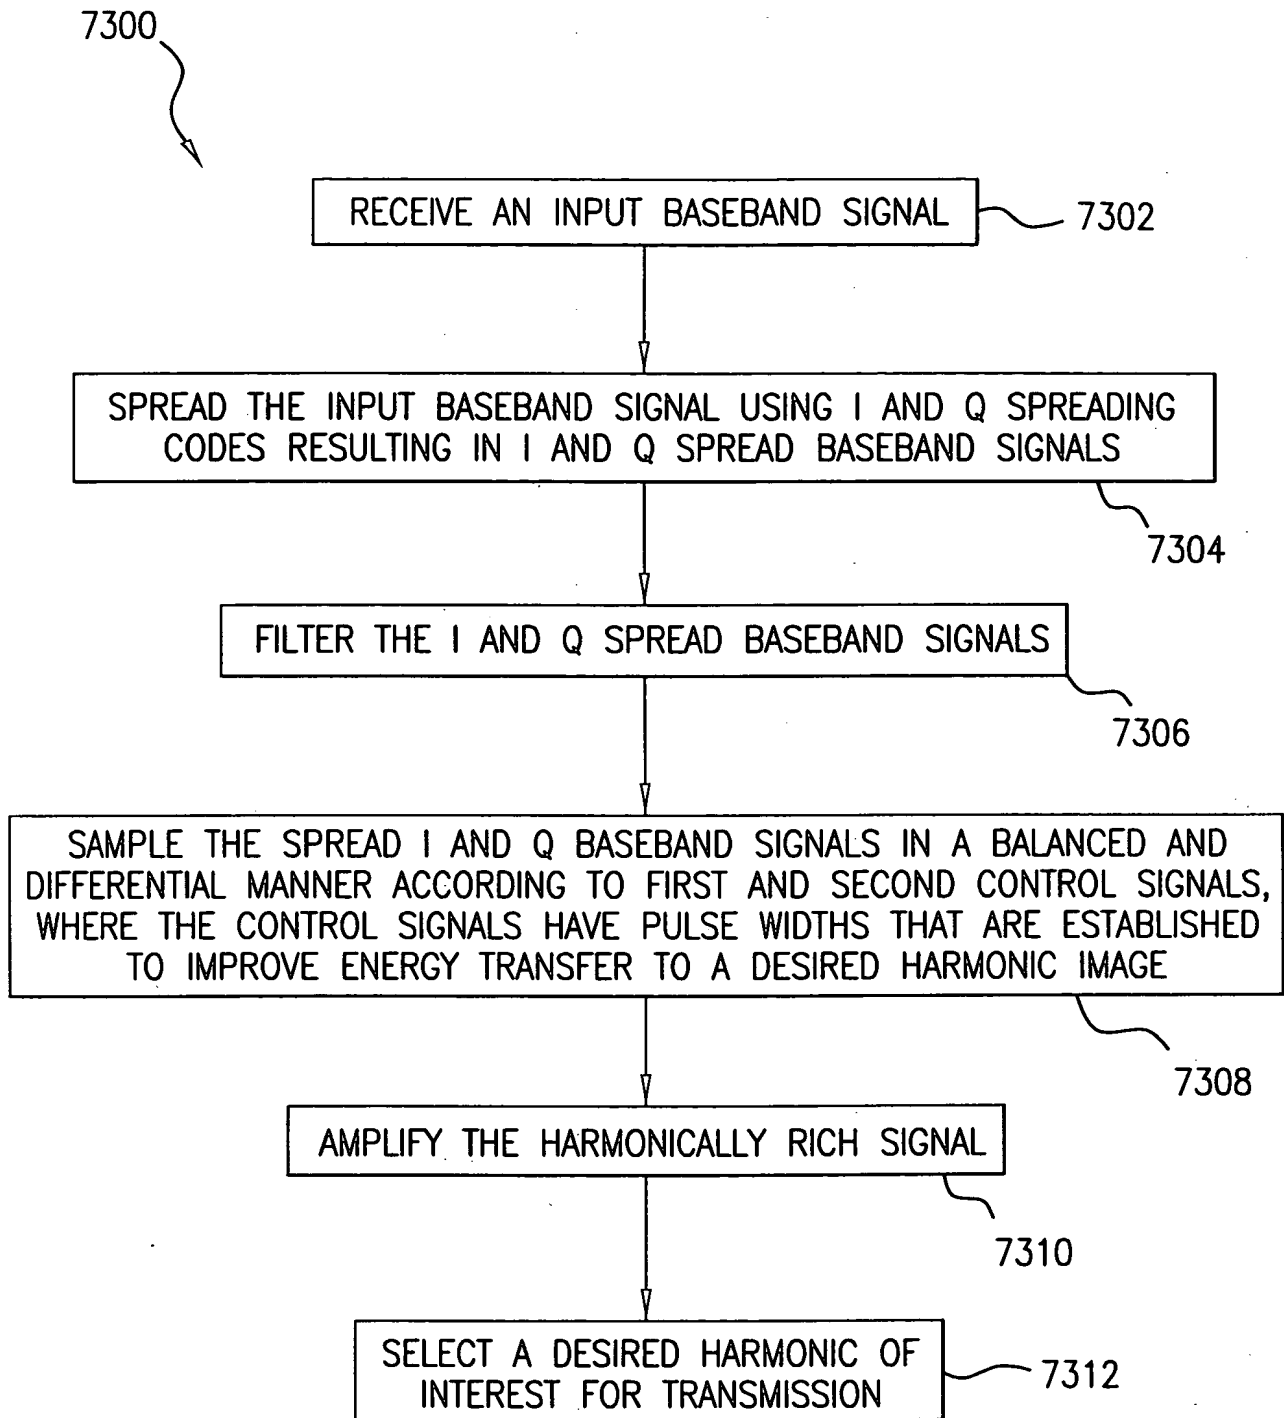 7300
RECEIVE AN INPUT BASEBAND SIGNAL
7302
SPREAD THE INPUT BASEBAND SIGNAL USING I AND Q SPREADING
CODES RESULTING IN I AND Q SPREAD BASEBAND SIGNALS
7304
FILTER THE I AND Q SPREAD BASEBAND SIGNALS
7306
SAMPLE THE SPREAD I AND Q BASEBAND SIGNALS IN A BALANCED AND
DIFFERENTIAL MANNER ACCORDING TO FIRST AND SECOND CONTROL SIGNALS,
WHERE THE CONTROL SIGNALS HAVE PULSE WIDTHS THAT ARE ESTABLISHED
TO IMPROVE ENERGY TRANSFER TO A DESIRED HARMONIC IMAGE
7308
AMPLIFY THE HARMONICALLY RICH SIGNAL
7310
SELECT A DESIRED HARMONIC OF
INTEREST FOR TRANSMISSION
7312